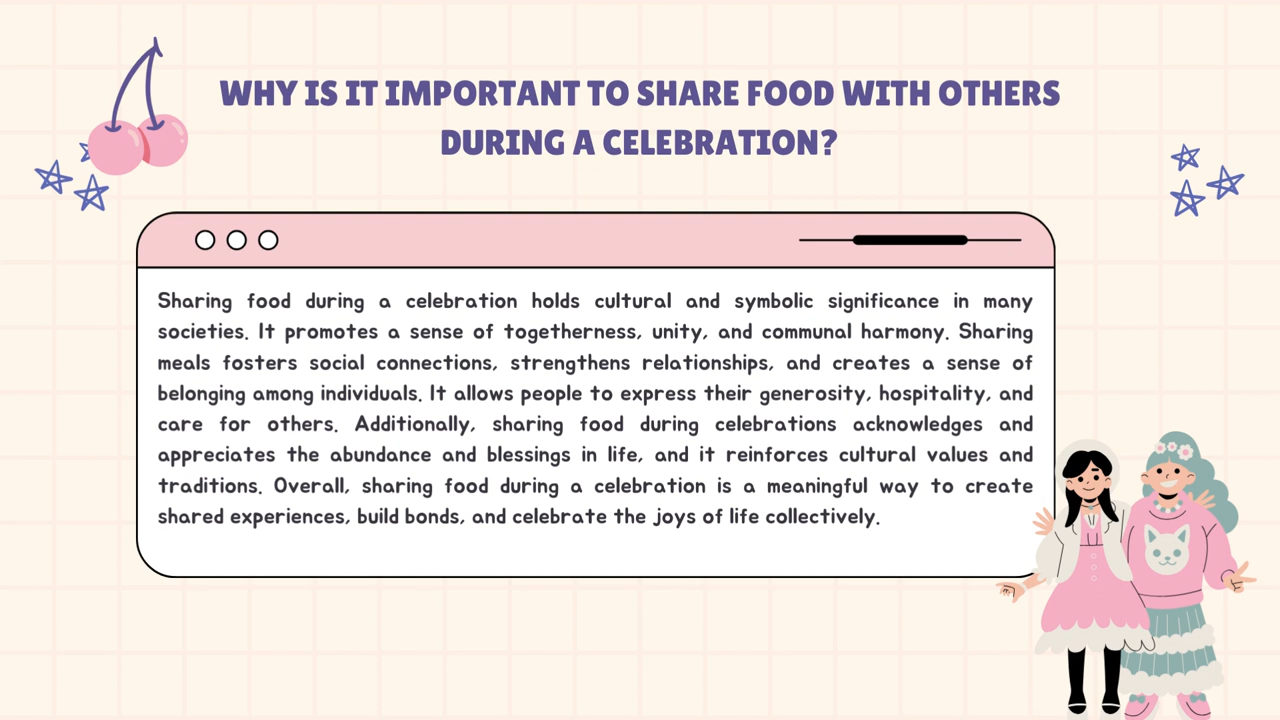 WHY IS IT IMPORTANT TO SHARE FOOD WITH OTHERS
DURING A CELEBRATION?
Sharing food during a celebration holds cultural and symbolic significance in many
societies. It promotes a sense of togetherness, unity, and communal harmony. Sharing
meals fosters social connections, strengthens relationships, and creates a sense of
belonging among individuals. It allows people to express their generosity, hospitality, and
care for others. Additionally, sharing food during celebrations acknowledges and
appreciates the abundance and blessings in life, and it reinforces cultural values and
traditions. Overall, sharing food during a celebration is a meaningful way to create
shared experiences, build bonds, and celebrate the joys of life collectively.